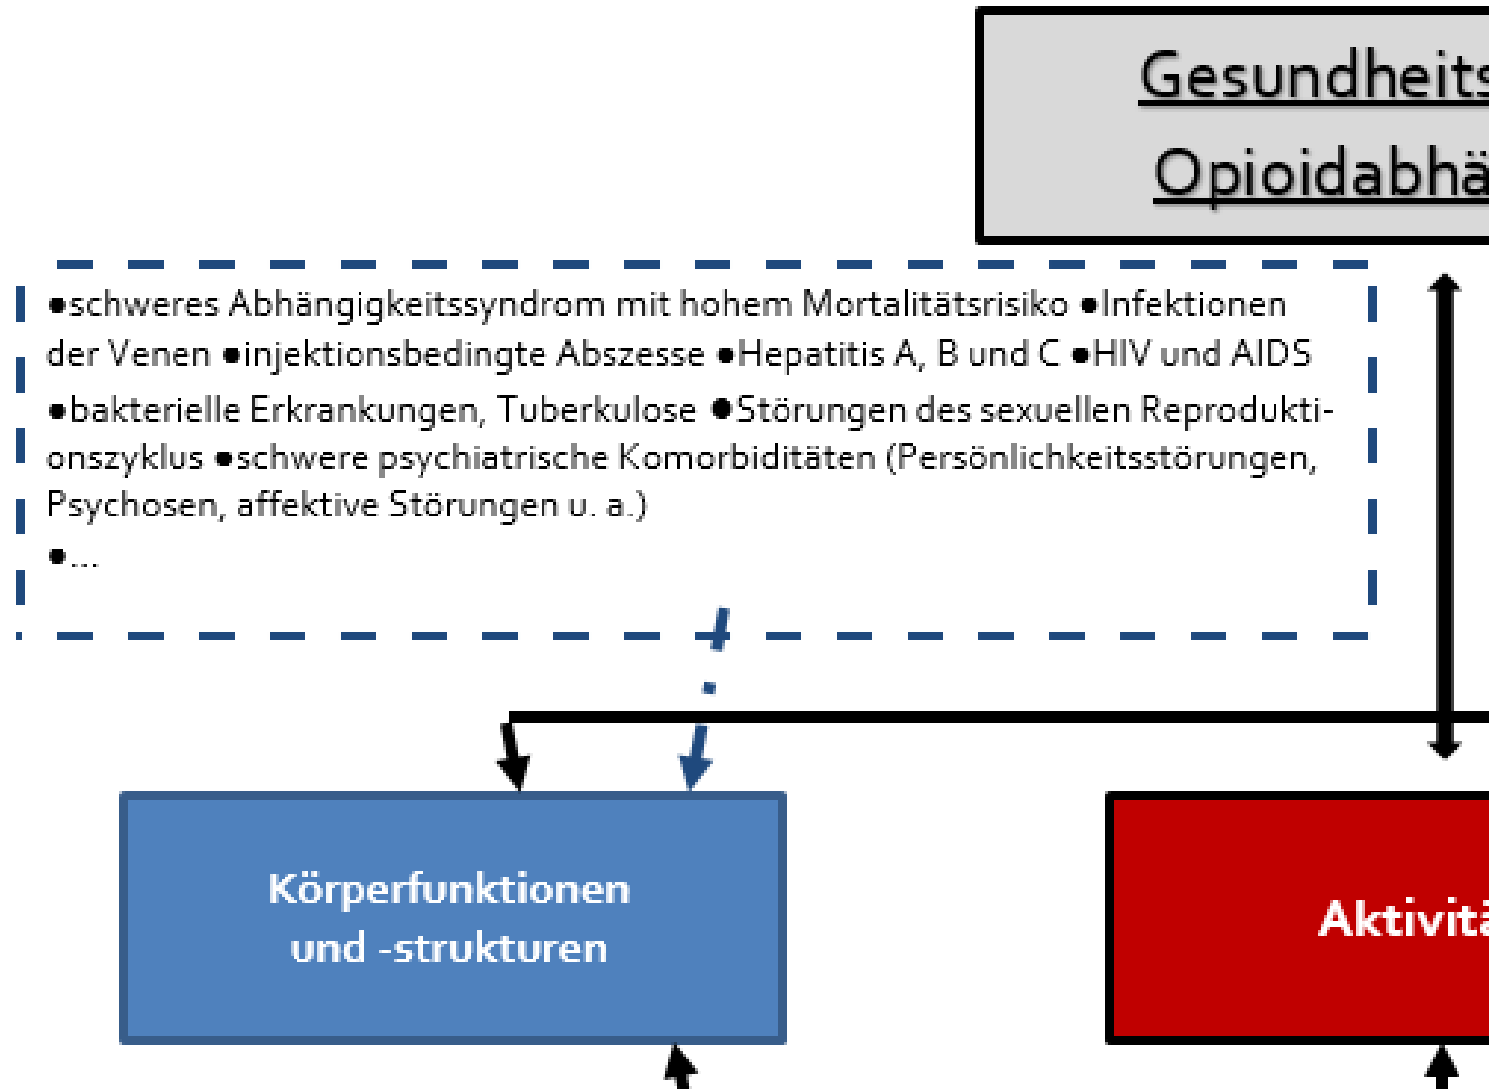 Gesundheits
Opioidabhä
●schweres Abhängigkeitssyndrom mit hohem Mortalitätsrisiko ●Infektionen
der Venen ●injektionsbedingte Abszesse ●Hepatitis A, B und C ●HIV und AIDS
●bakterielle Erkrankungen, Tuberkulose ●Störungen des sexuellen Redprodukti-
onszyklus ●schwere psychiatrische Komorbiditäten (Persönlichkeitsstörungen,
Psychosen, affektive Störungen u. a.)
●...
Körperfunktionen
und -strukturen
Aktivitä